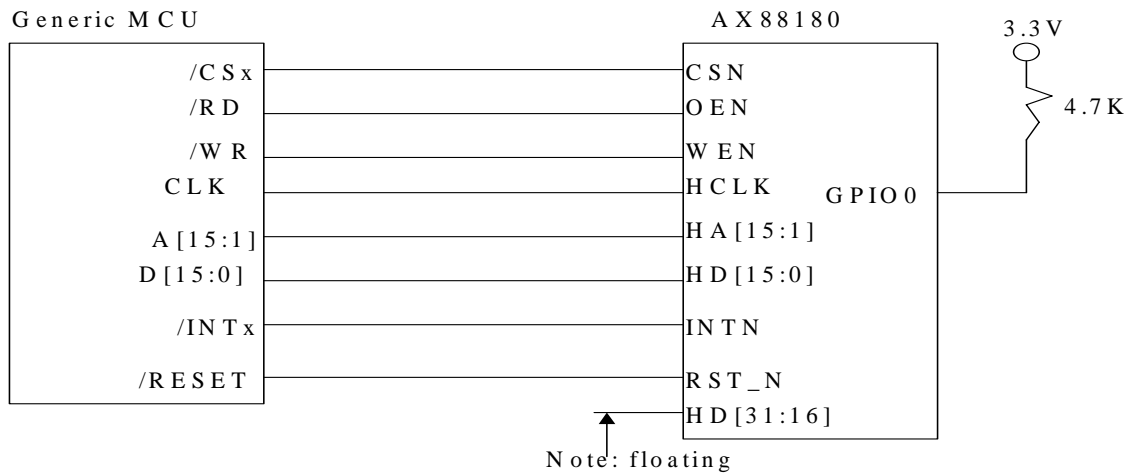 Generic MCU
AX88180
3.3V
/CSx
CSN
/RD
OEN
4.7K
/WR
WEN
CLK
HCLK
GPIO0
A[15:1]
HA[15:1]
D[15:0]
HD[15:0]
/INTx
INTN
/RESET
RST_N
HD[31:16]
Note: floating